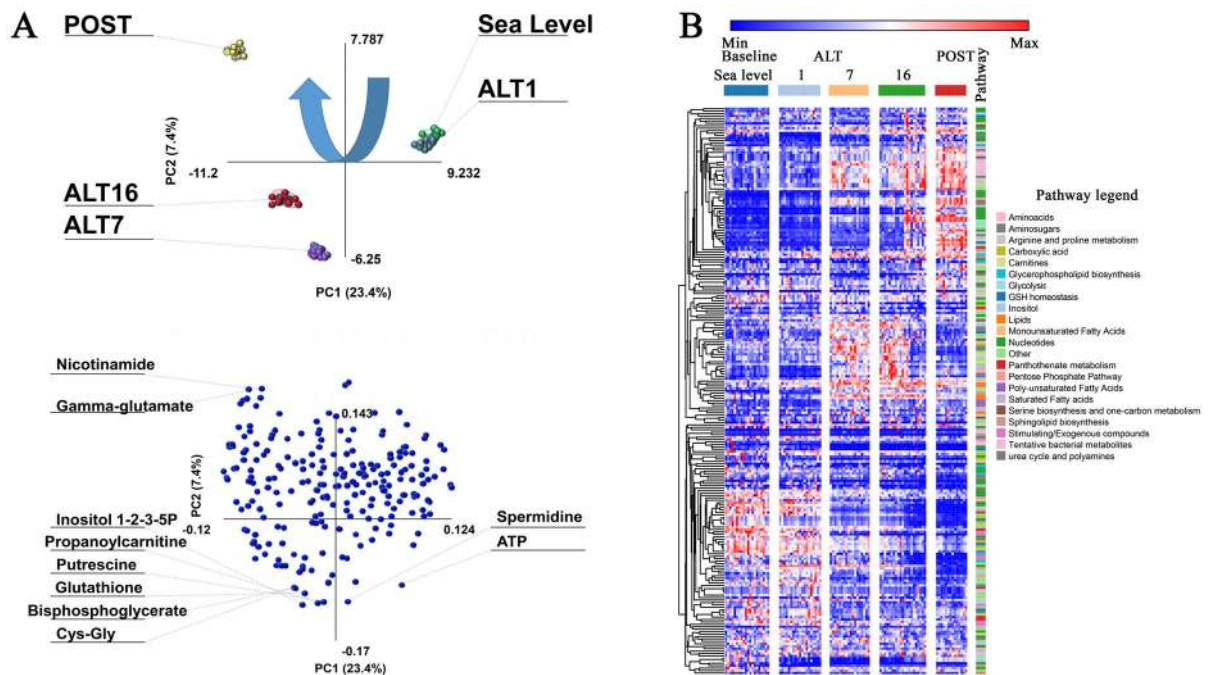 A
POST
Sea Level
7.787
ALT1
PC2 (7.4%)
-11.2
9.232
ALT16
ALT7
-6.25
PC1 (23.4%)
Nicotinamide
Gamma-glutamate
0.143
PC2 (7.4%)
Inositol 1-2-3-5P
-0.12
0.124
Spermidine
Propanoylcarnitine
ATP
Putrescine
Glutathione
Bisphosphoglycerate
Cys-Gly
-0.17
PC1 (23.4%)
B
Min
Max
Baseline
ALT
POST
Sea level
1
7
16
Pathway
Pathway legend
Aminoacids
Aminosugars
Arginine and proline metabolism
Carboxylic acid
Carnitines
Glycerophospholipid biosynthesis
Glycolysis
GSH homeostasis
Inositol
Lipids
Monounsaturated Fatty Acids
Nucleotides
Other
Panthothenate metabolism
Pentose Phosphate Pathway
Poly-unsaturated Fatty Acids
Saturated Fatty acids
Serine biosynthesis and one-carbon metabolism
Sphingolipid biosynthesis
Stimulating/Exogenous compounds
Tentative bacterial metabolites
urea cycle and polyamines